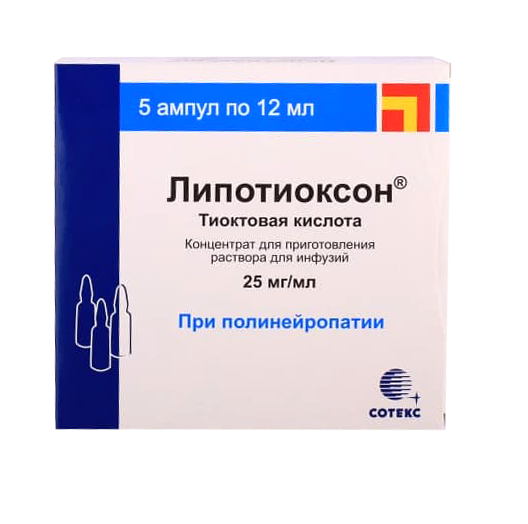 5 ампул по 12 мл
Липотиоксон®
Тиоктовая кислота
Концентрат для приготовления
раствора для инфузий
25 мг/мл
При полинейропатии
СОТЕКС